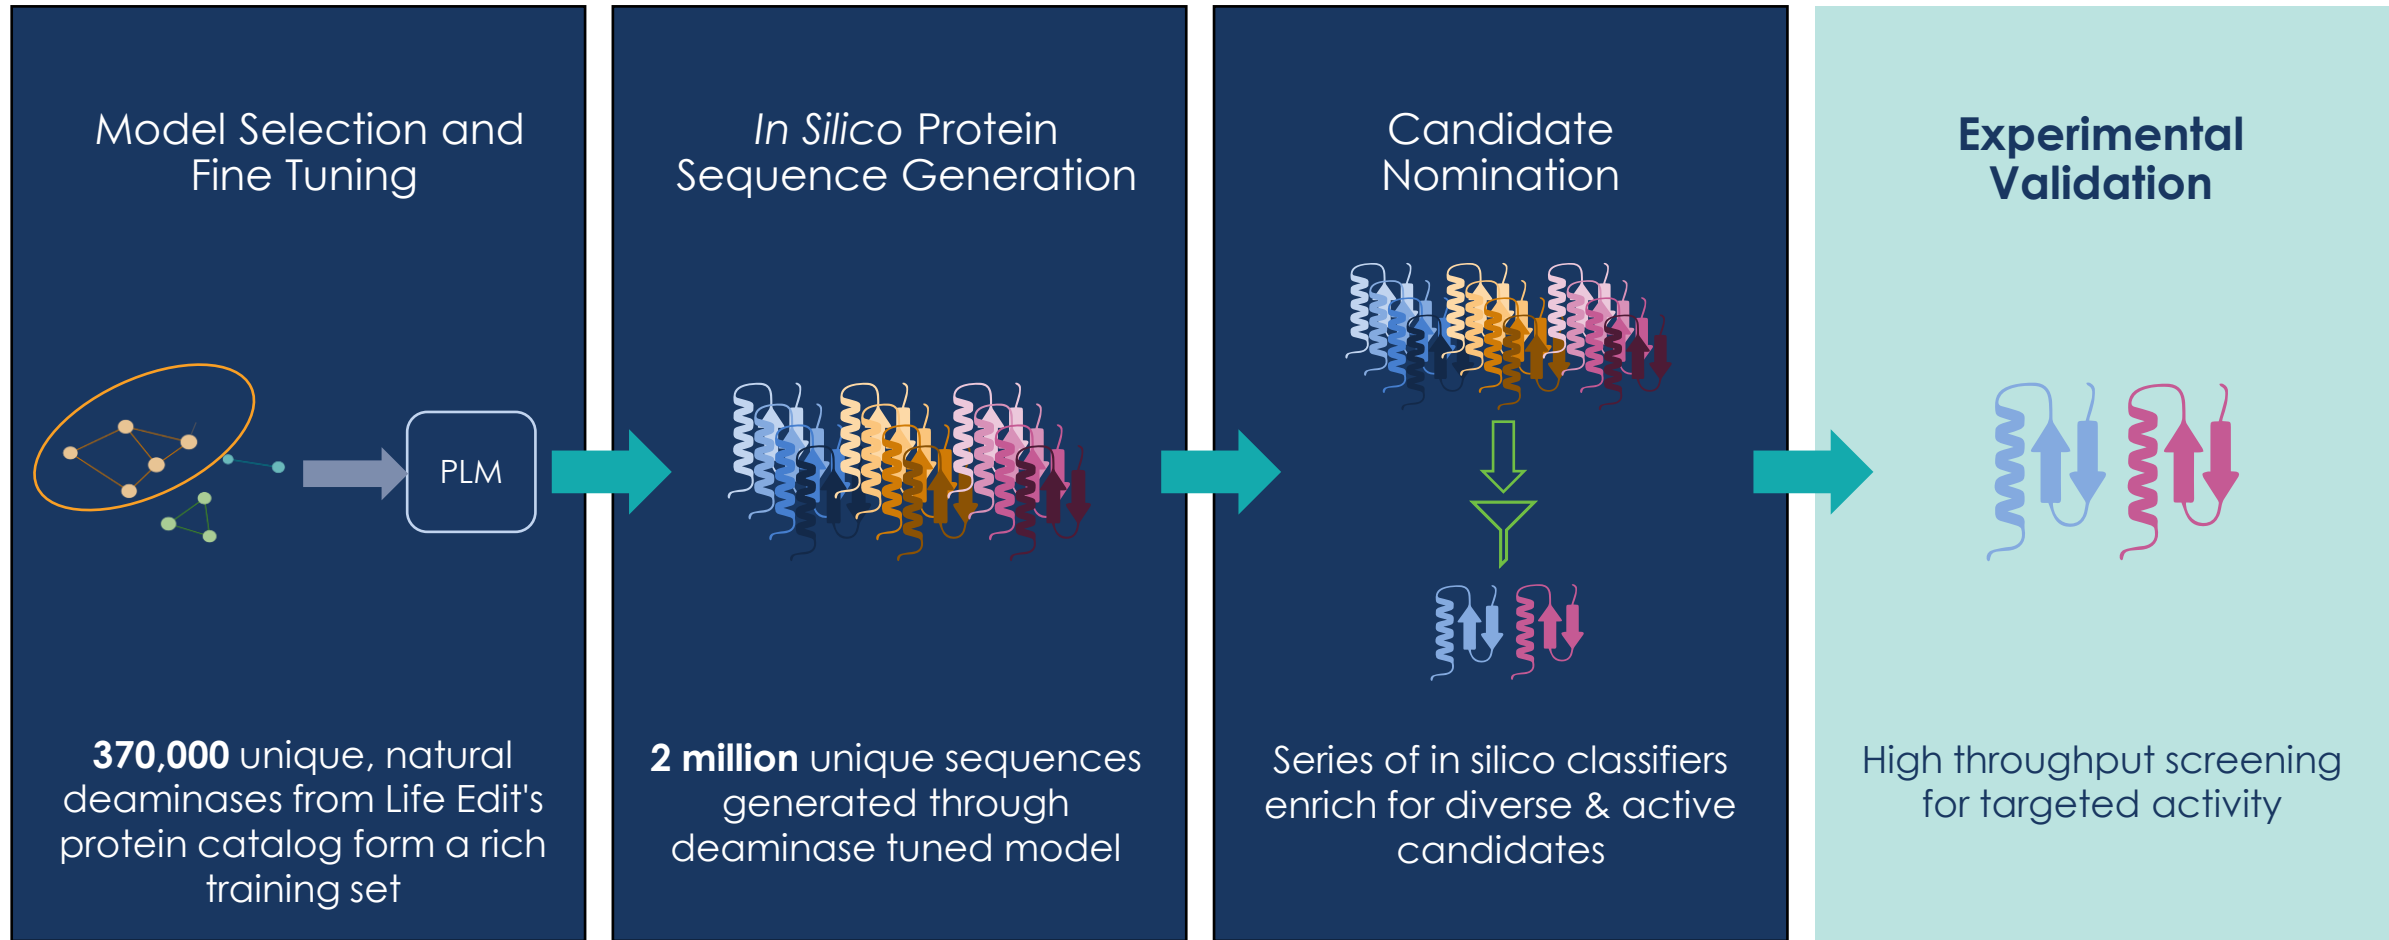 Model Selection and
Fine Tuning
PLM
370,000 unique, natural
deaminases from Life Edit's
protein catalog form a rich
training set
In Silico Protein
Sequence Generation
2 million unique sequences
generated through
deaminase tuned model
Candidate
Nomination
Series of in silico classifiers
enrich for diverse & active
candidates
Experimental
Validation
High throughput screening
for targeted activity